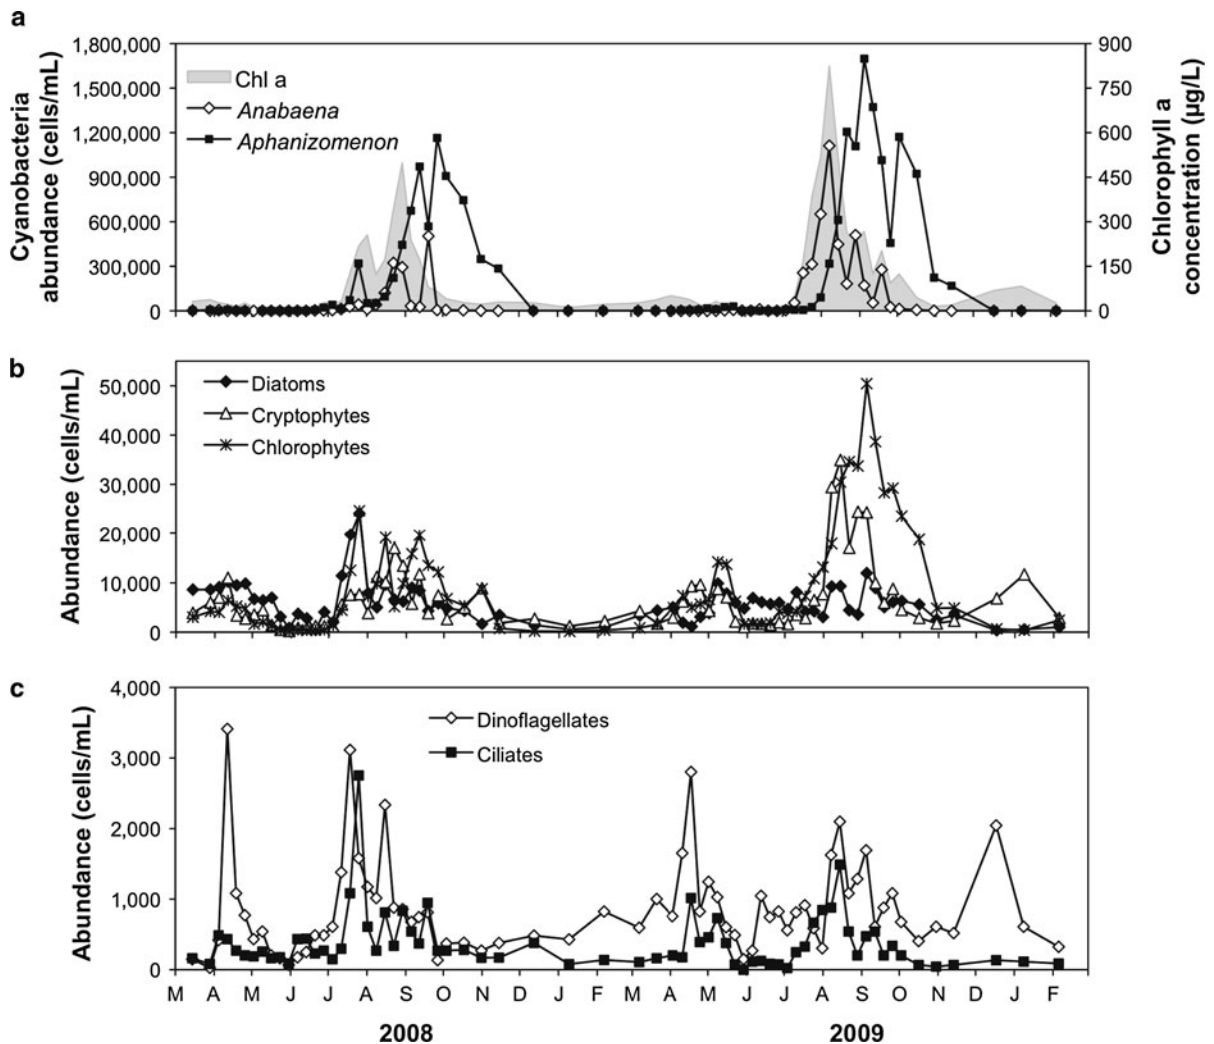 a
Cyanobacteria
abundance (cells/mL)
1,800,000
1,500,000
1,200,000
900,000
600,000
300,000
0
Chl a
Anabaena
Aphanizomenon
900
750
600
450
300
150
0
Chlorophyll a
concentration (µg/L)
b
Abundance (cells/mL)
50,000
40,000
30,000
20,000
10,000
0
Diatoms
Cryptophytes
Chlorophytes
c
Abundance (cells/mL)
4,000
3,000
2,000
1,000
0
Dinoflagellates
Ciliates
M A M J J A S O N D J F M A M J J A S O N D J F
2008 2009